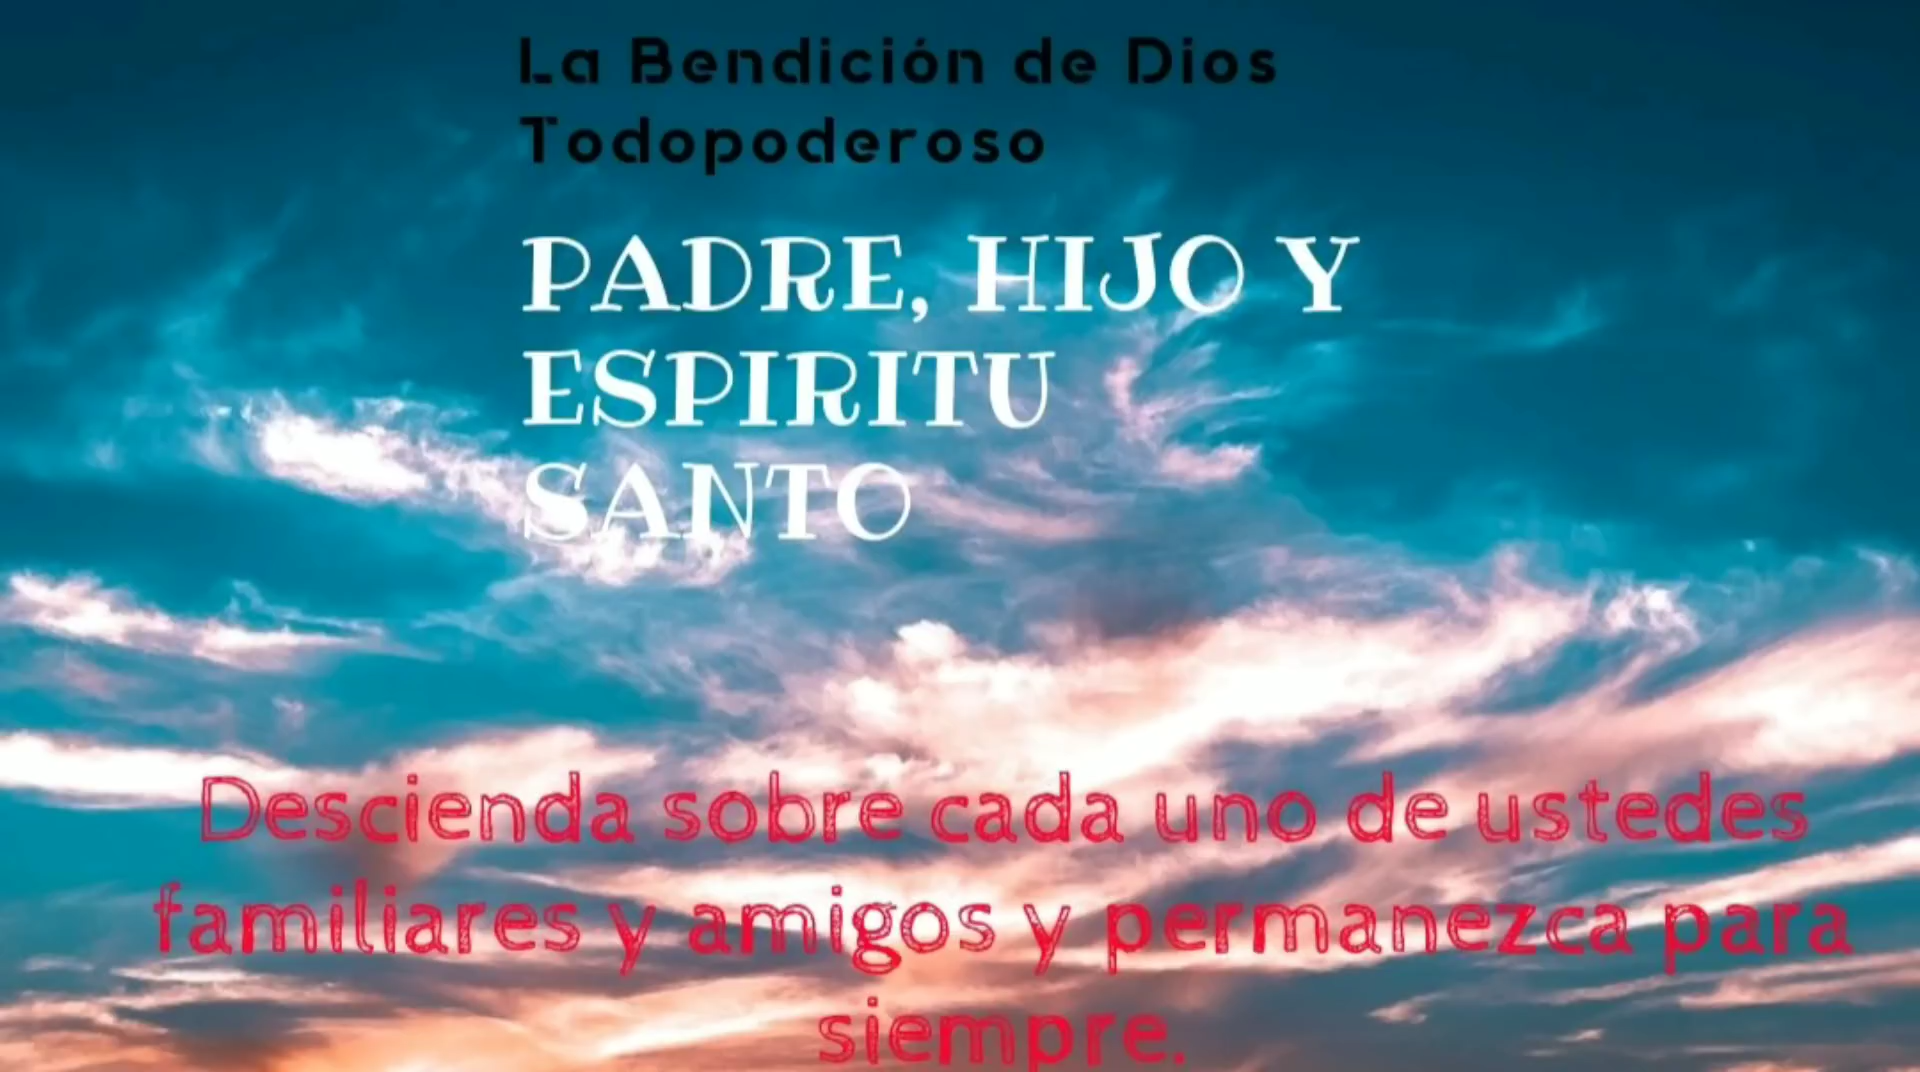 La Bendición de Dios
Todopoderoso
PADRE, HIJO Y
ESPIRITU
SANTO
Descienda sobre cada uno de ustedes
familiares y amigos y permanezca para
siempre.